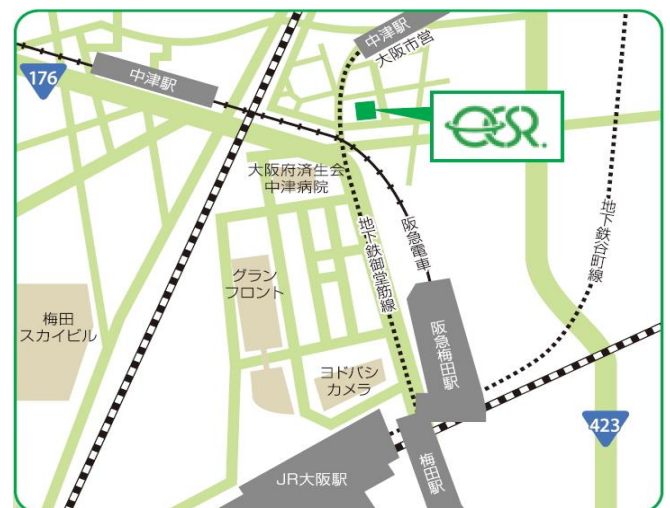 中津駅
大阪市営
中津駅
176
QSR.
大阪府済生会
中津病院
地下鉄御堂筋線
阪急電車
地下鉄谷町線
グラン
フロント
梅田
スカイビル
阪急梅田駅
ヨドバシ
カメラ
423
JR大阪駅
梅田駅